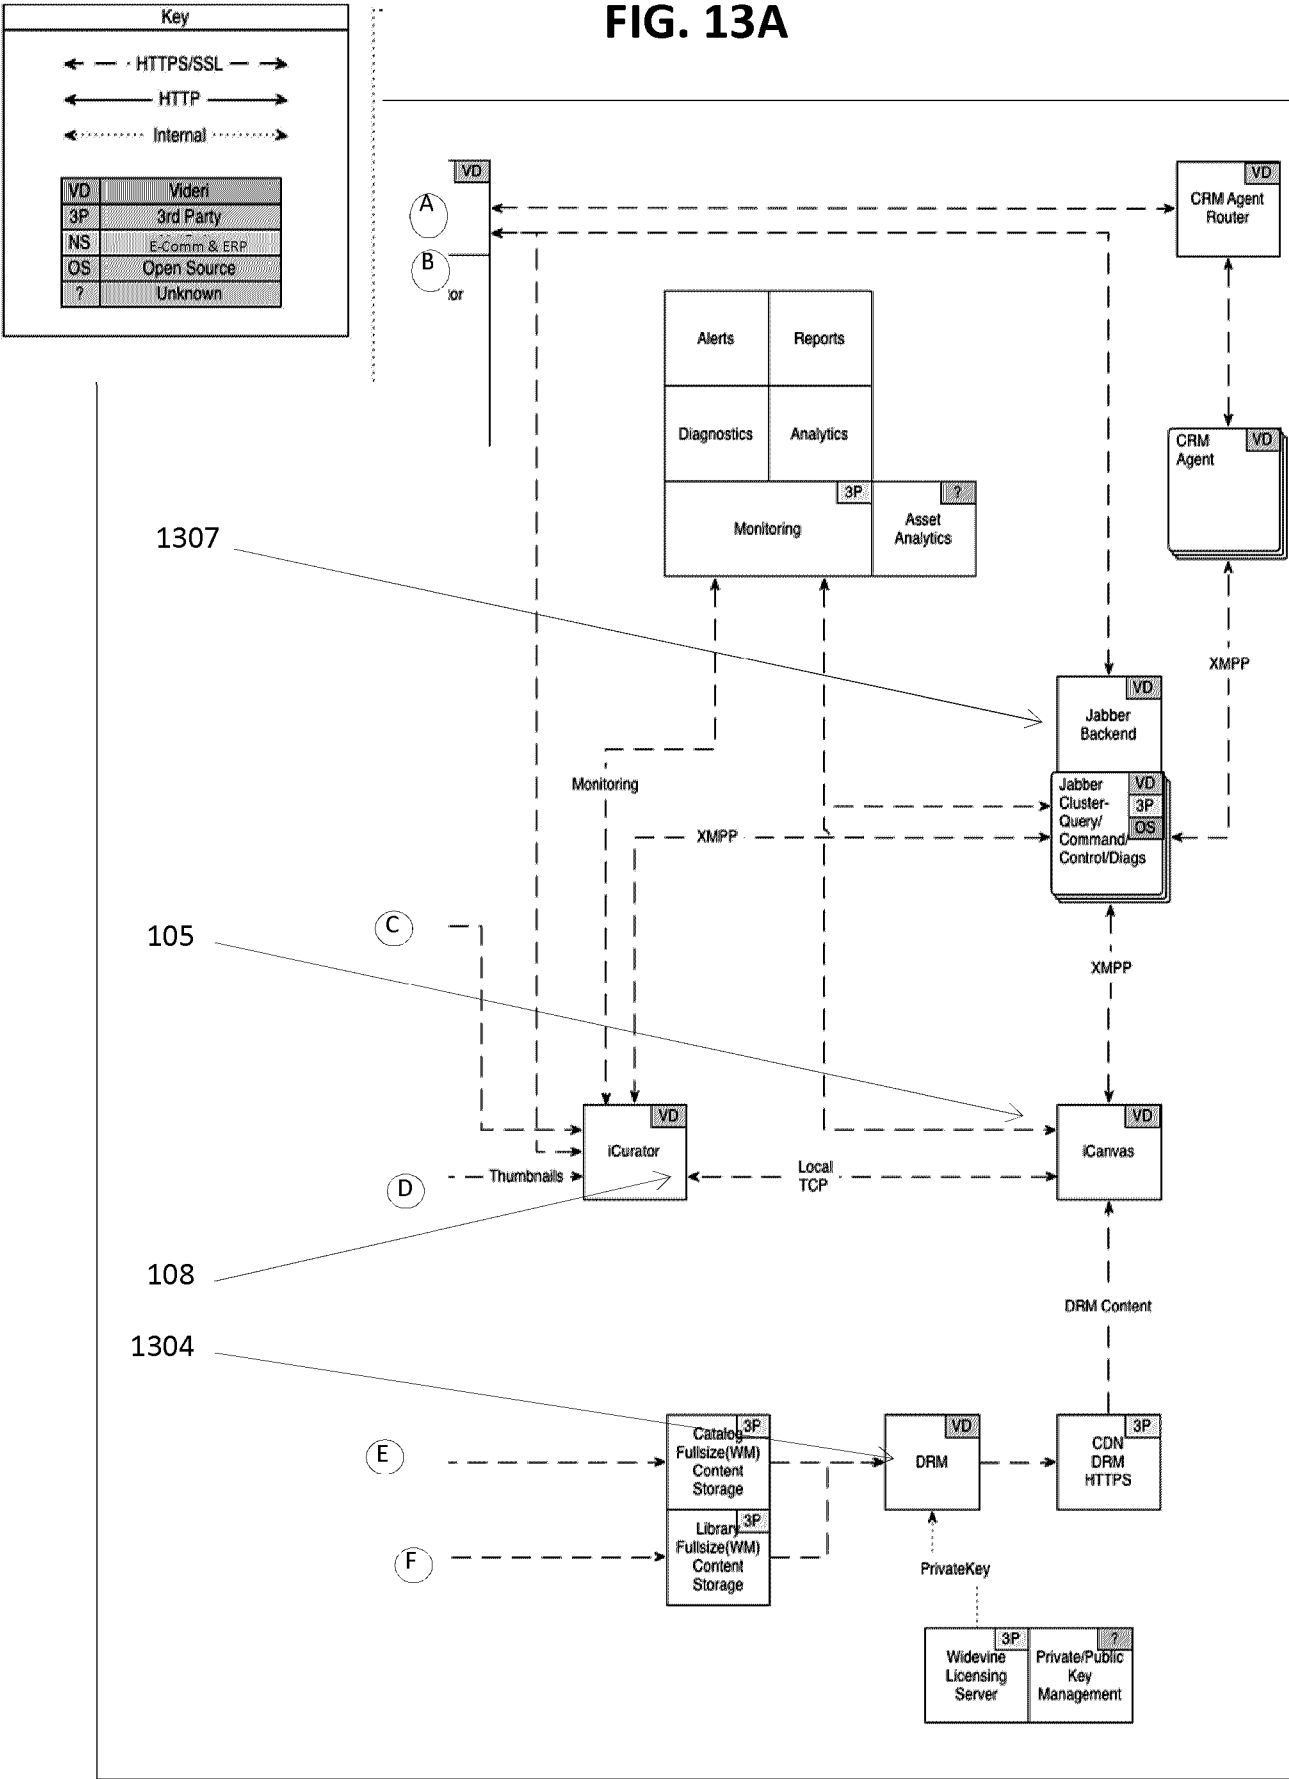 FIG. 13A
Key
HTTPS/SSL
HTTP
Internal
VD Videri
3P 3rd Party
NS E-Comm & ERP
OS Open Source
? Unknown
VD
A
B
tor
VD
CRM Agent
Router
Alerts
Reports
Diagnostics
Analytics
3P
Monitoring
?
Asset
Analytics
VD
CRM
Agent
1307
XMPP
VD
Jabber
Backend
Monitoring
XMPP
Jabber
Cluster-
Query/
Command/
Control/Diags
VD
3P
OS
C
105
XMPP
VD
iCurator
VD
iCanvas
D
Thumbnails
Local
TCP
108
DRM Content
1304
E
3P
Catalog
Fullsize(WM)
Content
Storage
VD
DRM
3P
CDN
DRM
HTTPS
F
3P
Library
Fullsize(WM)
Content
Storage
PrivateKey
3P
Widevine
Licensing
Server
?
Private/Public
Key
Management